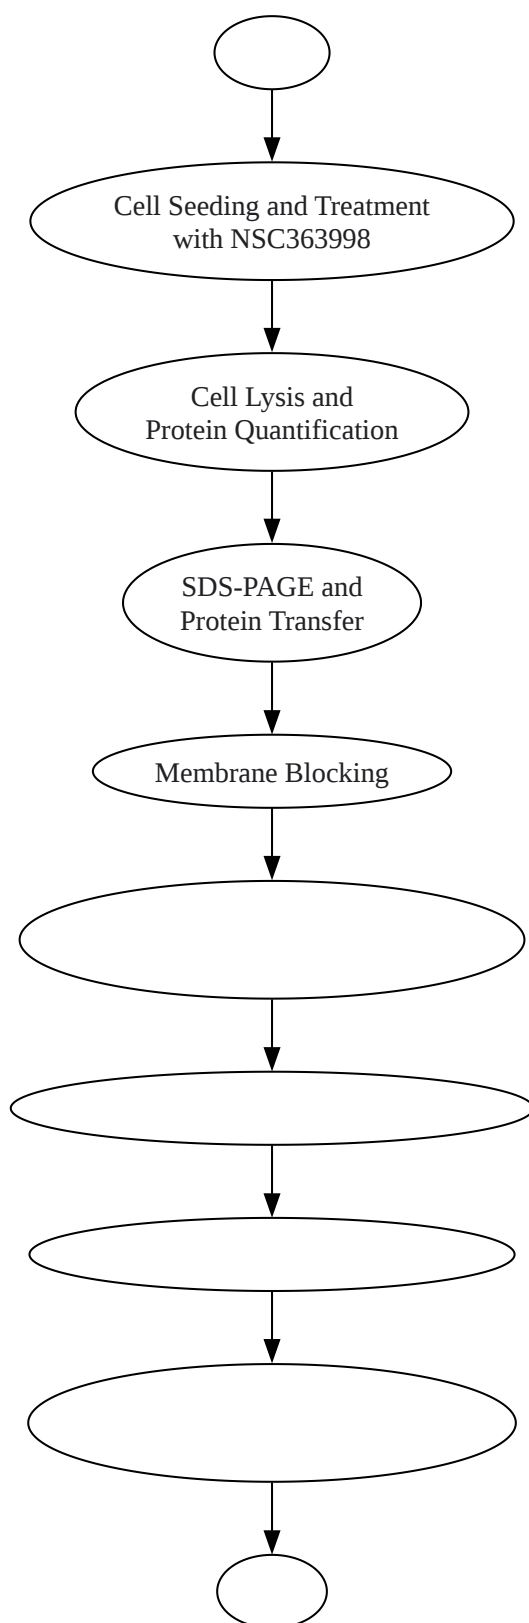 Cell Seeding and Treatment
with NSC363998
Cell Lysis and
Protein Quantification
SDS-PAGE and
Protein Transfer
Membrane Blocking